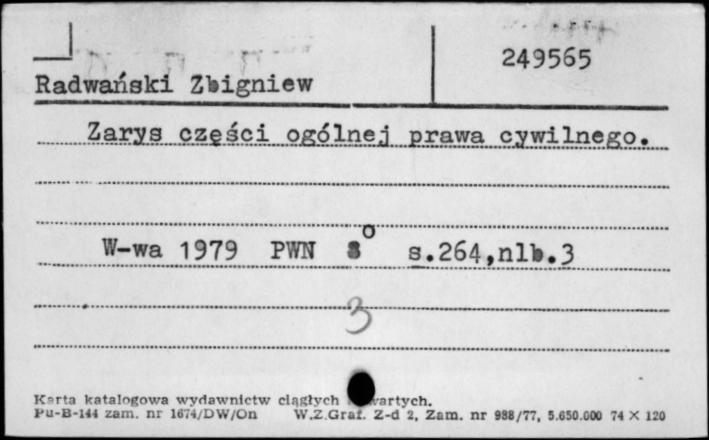 249565
Radwański Zbigniew
Zarys części ogólnej prawa cywilnego.
W-wa 1979 PWN 8° s.264,nlb.3
3
Karta katalogowa wydawnictw ciągłych
Pu-B-144 zam. nr 1674/DW/On W.Z.Graf. Z-d 2, Zam. nr 988/77, 5.650.000 74 X 120